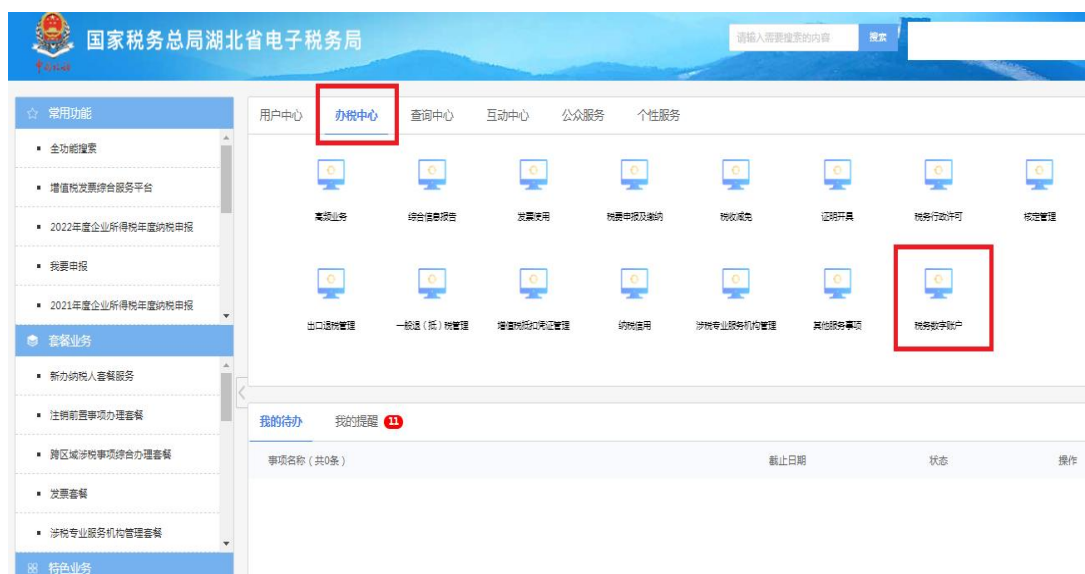 国家税务总局湖北省电子税务局
请输入需要搜索的内容 搜索
常用功能
全功能搜索
增值税发票综合服务平台
2022年度企业所得税年度纳税申报
我要申报
2021年度企业所得税年度纳税申报
套餐业务
新办纳税人套餐服务
注销前置事项办理套餐
跨区域涉税事项综合办理套餐
发票套餐
涉税专业服务机构管理套餐
特色业务
用户中心 办税中心 查询中心 互动中心 公众服务 个性服务
高频业务 综合信息报告 发票使用 税费申报及缴纳 税收减免 证明开具 税务行政许可 核定管理
出口退税管理 一般退（抵）税管理 增值税抵扣凭证管理 纳税信用 涉税专业服务机构管理 其他服务事项 税务数字账户
我的待办 我的提醒 11
事项名称（共0条） 截止日期 状态 操作